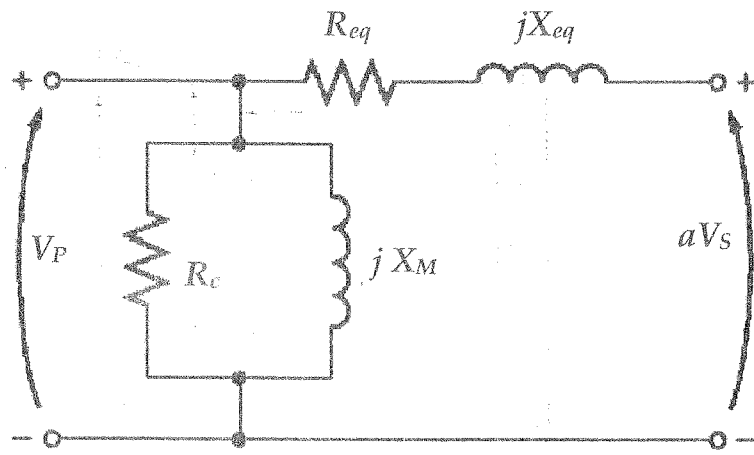 R_eq jX_eq
+ +
V_P R_c j X_M aV_S
− −